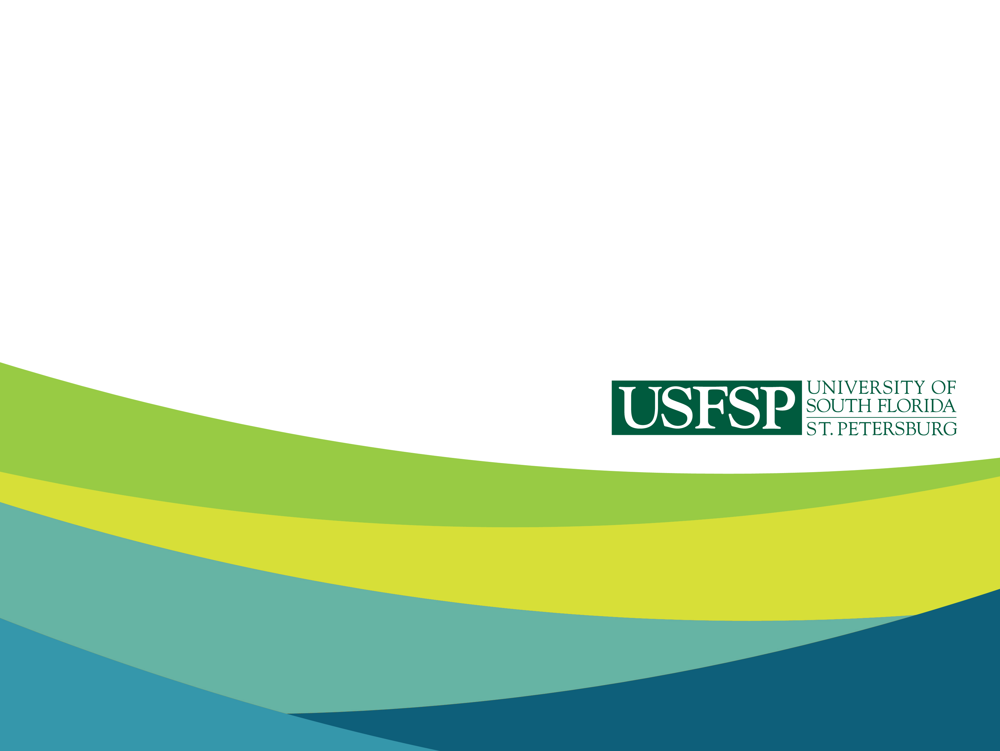 USFSP
UNIVERSITY OF
SOUTH FLORIDA
ST. PETERSBURG